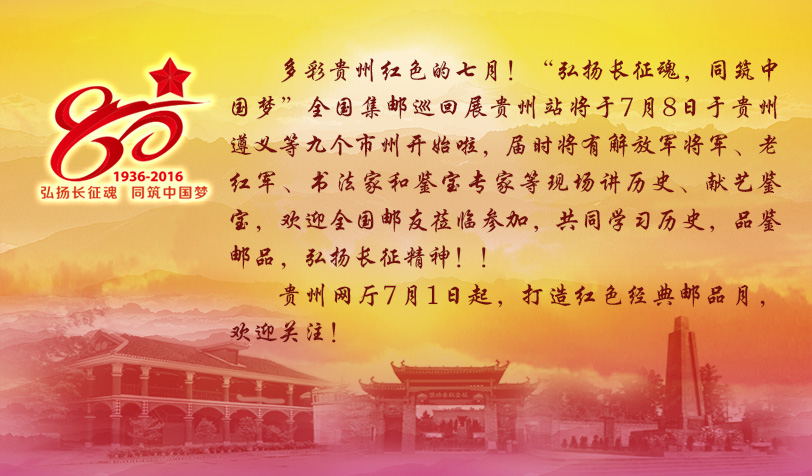 80
1936-2016
弘扬长征魂 同筑中国梦
多彩贵州红色的七月！“弘扬长征魂，同筑中
国梦”全国集邮巡回展贵州站将于7月8日于贵州
遵义等九个市州开始啦，届时将有解放军将军、老
红军、书法家和鉴宝专家等现场讲历史、献艺鉴
宝，欢迎全国邮友莅临参加，共同学习历史，品鉴
邮品，弘扬长征精神！！
贵州网厅7月1日起，打造红色经典邮品月，
欢迎关注！